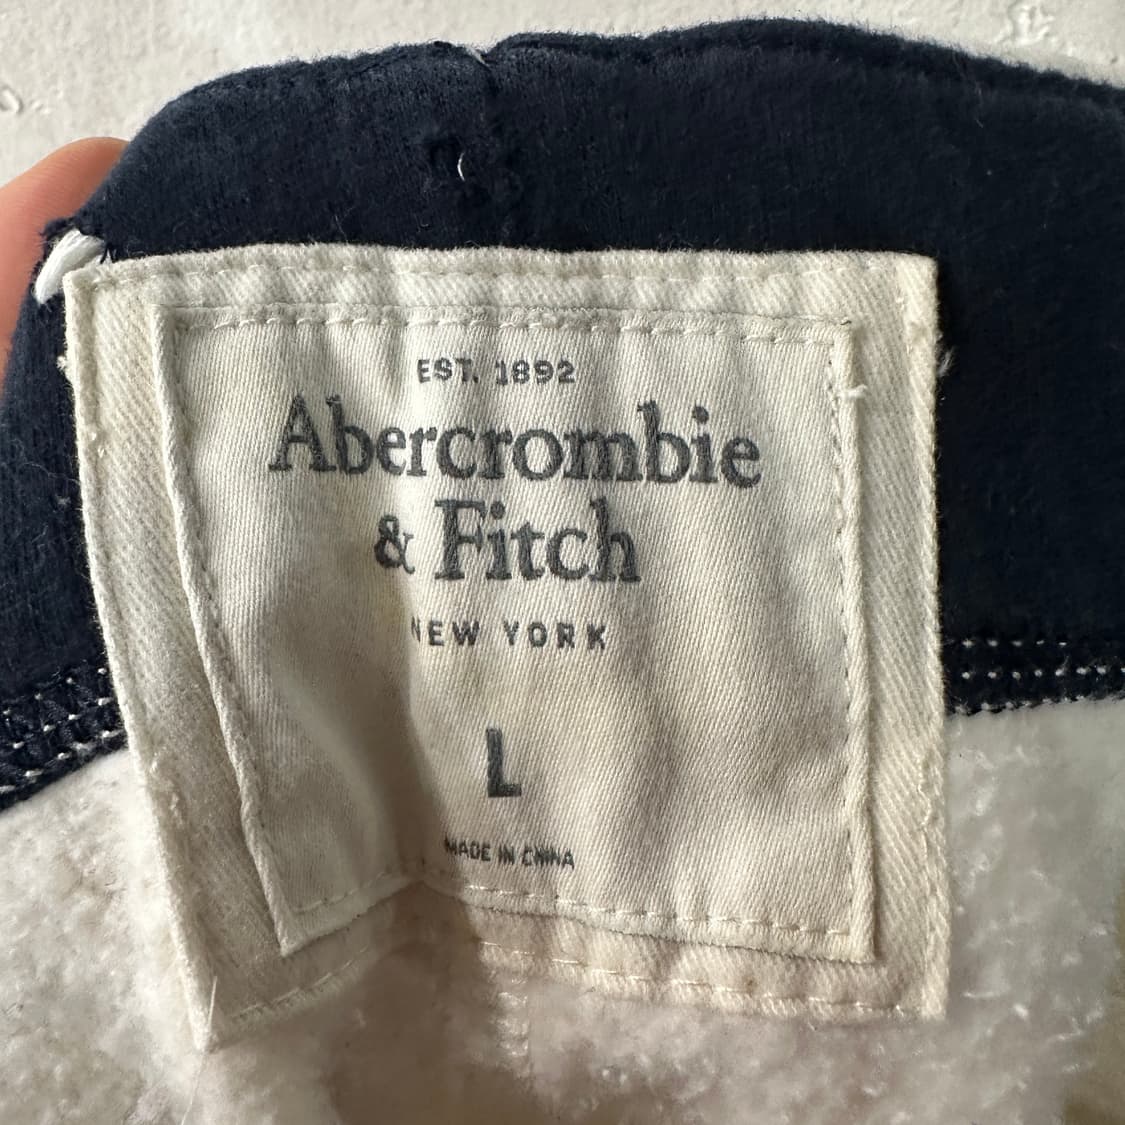 EST. 1892
Abercrombie
& Fitch
NEW YORK
L
MADE IN CHINA